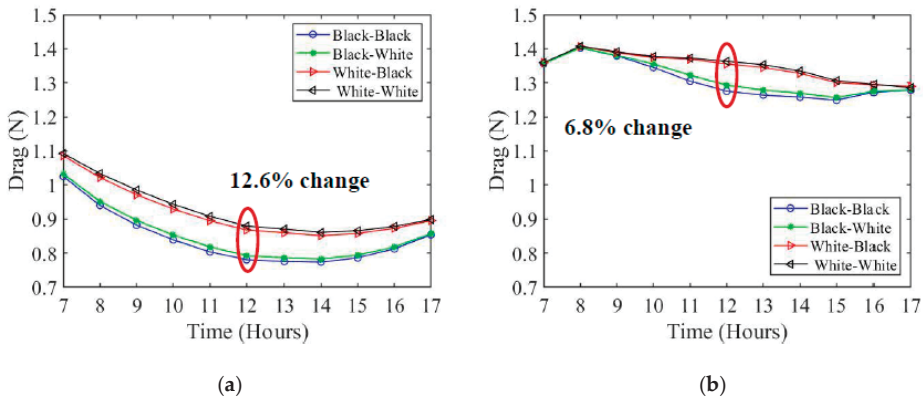 1.5
1.4
1.3
1.2
1.1
1
0.9
0.8
0.7
Drag (N)
Black-Black
Black-White
White-Black
White-White
12.6% change
7 8 9 10 11 12 13 14 15 16 17
Time (Hours)
(a)
1.5
1.4
1.3
1.2
1.1
1
0.9
0.8
0.7
Drag (N)
6.8% change
Black-Black
Black-White
White-Black
White-White
7 8 9 10 11 12 13 14 15 16 17
Time (Hours)
(b)